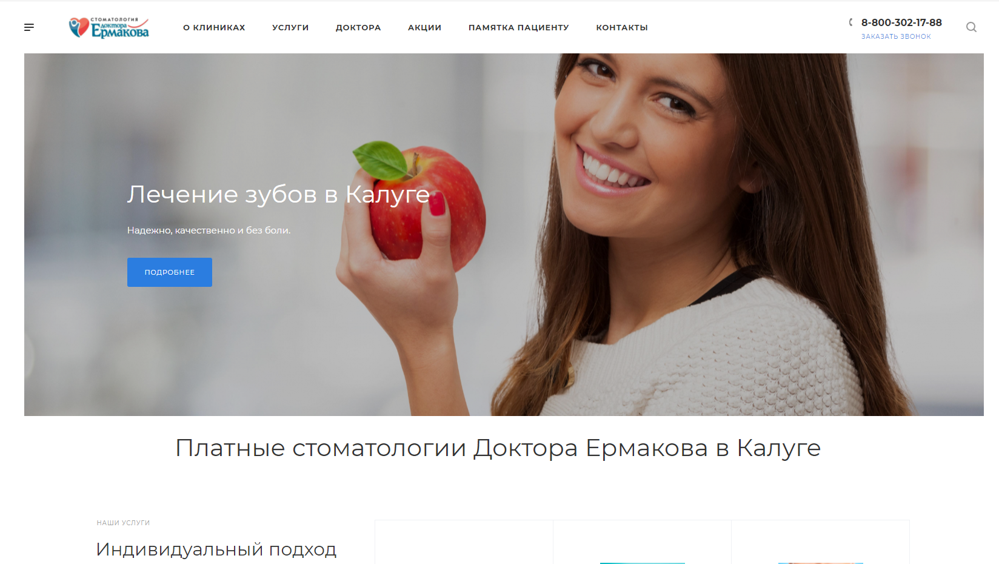 СТОМАТОЛОГИЯ
доктора
Ермакова
О КЛИНИКАХ
УСЛУГИ
ДОКТОРА
АКЦИИ
ПАМЯТКА ПАЦИЕНТУ
КОНТАКТЫ
8-800-302-17-88
ЗАКАЗАТЬ ЗВОНОК
Лечение зубов в Калуге
Надежно, качественно и без боли.
ПОДРОБНЕЕ
Платные стоматологии Доктора Ермакова в Калуге
НАШИ УСЛУГИ
Индивидуальный подход